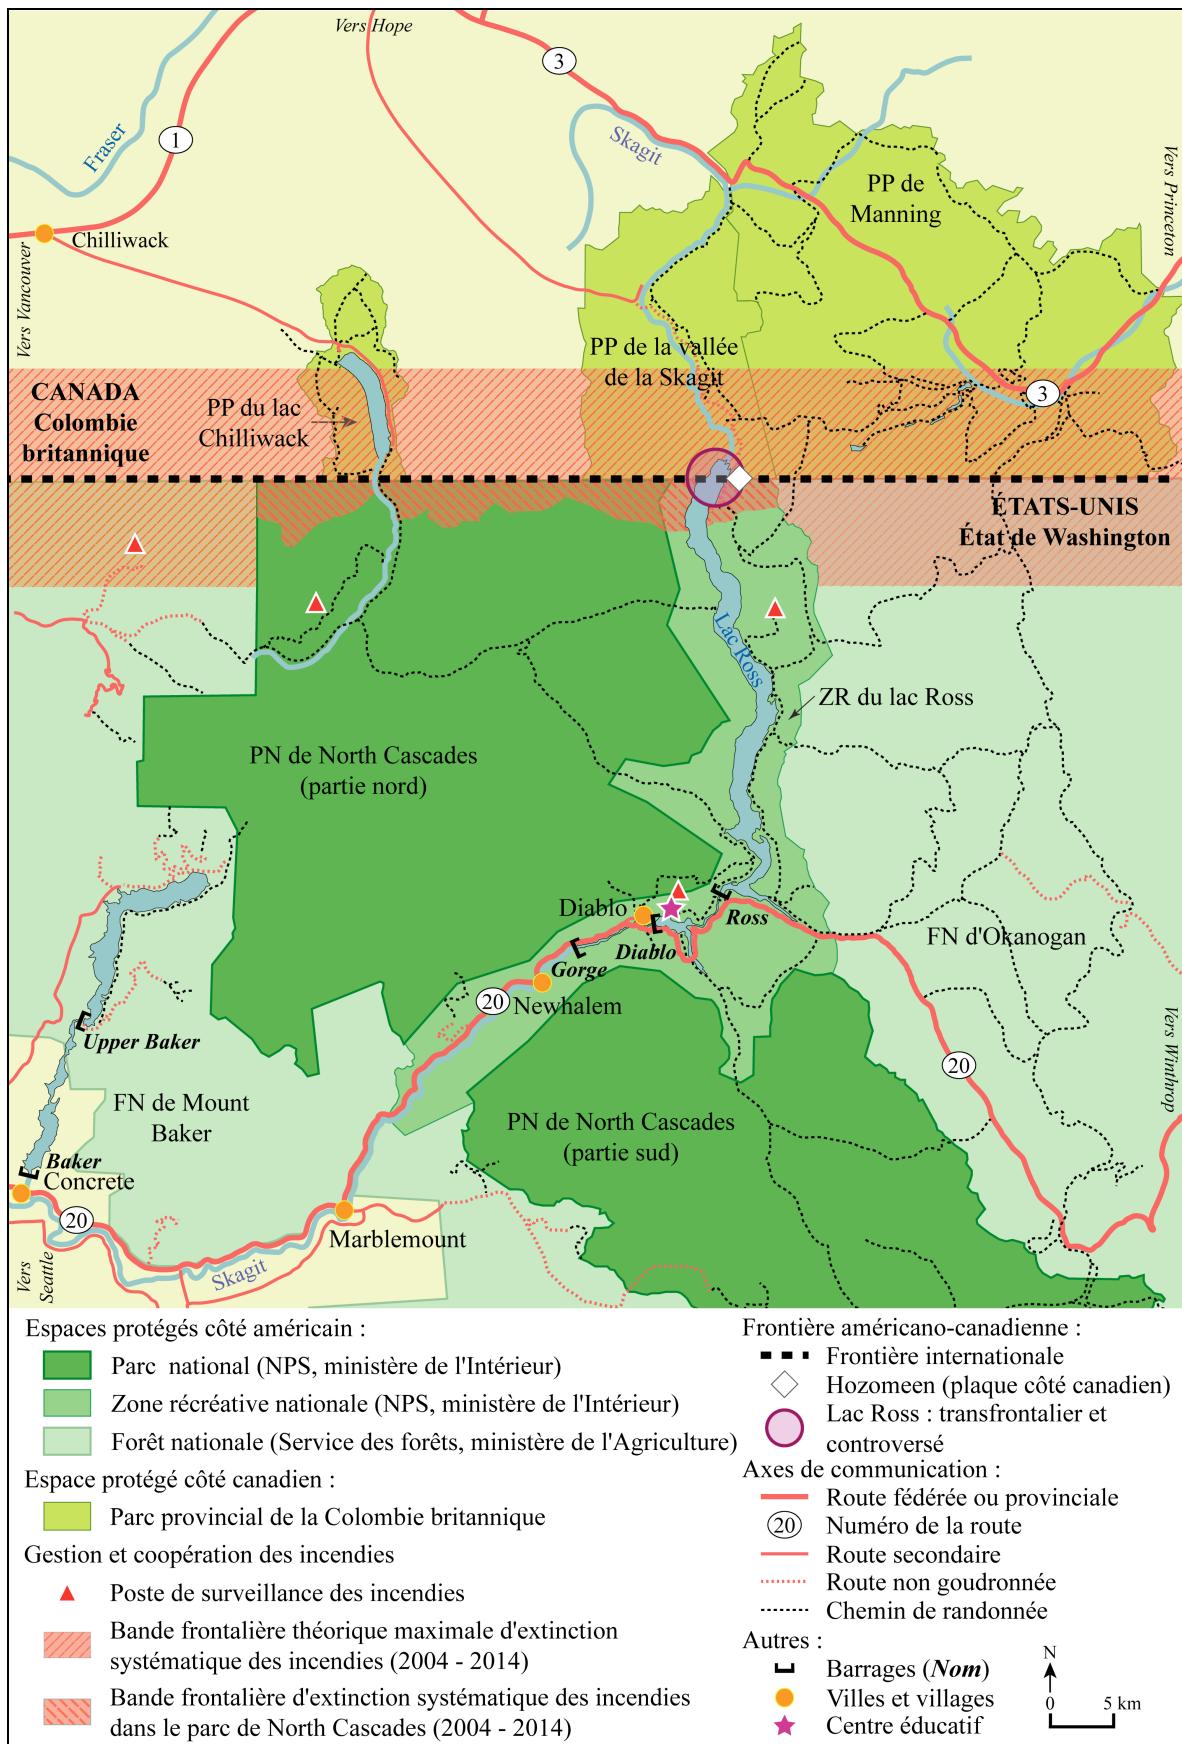 Vers Hope
3
Fraser
1
Skagit
Vers Princeton
PP de
Manning
Chilliwack
Vers Vancouver
PP de la vallée
de la Skagit
CANADA
Colombie
britannique
PP du lac
Chilliwack
3
ÉTATS-UNIS
État de Washington
Lac Ross
ZR du lac Ross
PN de North Cascades
(partie nord)
Diablo
Ross
Diablo
Gorge
FN d'Okanogan
20
Newhalem
Upper Baker
Vers Winthrop
20
FN de Mount
Baker
PN de North Cascades
(partie sud)
Baker
Concrete
20
Marblemount
Skagit
Vers
Seattle
Espaces protégés côté américain :
Parc national (NPS, ministère de l'Intérieur)
Zone récréative nationale (NPS, ministère de l'Intérieur)
Forêt nationale (Service des forêts, ministère de l'Agriculture)
Espace protégé côté canadien :
Parc provincial de la Colombie britannique
Gestion et coopération des incendies
Poste de surveillance des incendies
Bande frontalière théorique maximale d'extinction
systématique des incendies (2004 - 2014)
Bande frontalière d'extinction systématique des incendies
dans le parc de North Cascades (2004 - 2014)
Frontière américano-canadienne :
Frontière internationale
Hozomeen (plaque côté canadien)
Lac Ross : transfrontalier et
controversé
Axes de communication :
Route fédérée ou provinciale
20 Numéro de la route
Route secondaire
Route non goudronnée
Chemin de randonnée
Autres :
Barrages (Nom)
Villes et villages
Centre éducatif
N
0 5 km